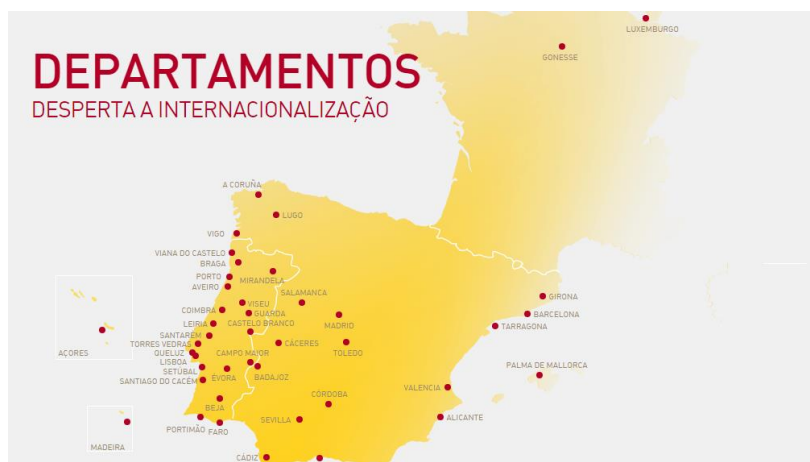 LUXEMBURGO
GONESSE
DEPARTAMENTOS
DESPERTA A INTERNACIONALIZAÇÃO
A CORUÑA
LUGO
VIGO
VIANA DO CASTELO
BRAGA
PORTO
MIRANDELA
AVEIRO
SALAMANCA
GIRONA
VISEU
COIMBRA
GUARDA
BARCELONA
LEIRIA
CASTELO BRANCO
MADRID
TARRAGONA
SANTARÉM
TORRES VEDRAS
CÁCERES
QUELUZ
CAMPO MAIOR
TOLEDO
AÇORES
LISBOA
PALMA DE MALLORCA
SETÚBAL
BADAJOZ
SANTIAGO DO CACÉM
ÉVORA
VALENCIA
CÓRDOBA
BEJA
SEVILLA
ALICANTE
PORTIMÃO
FARO
MADEIRA
CÁDIZ